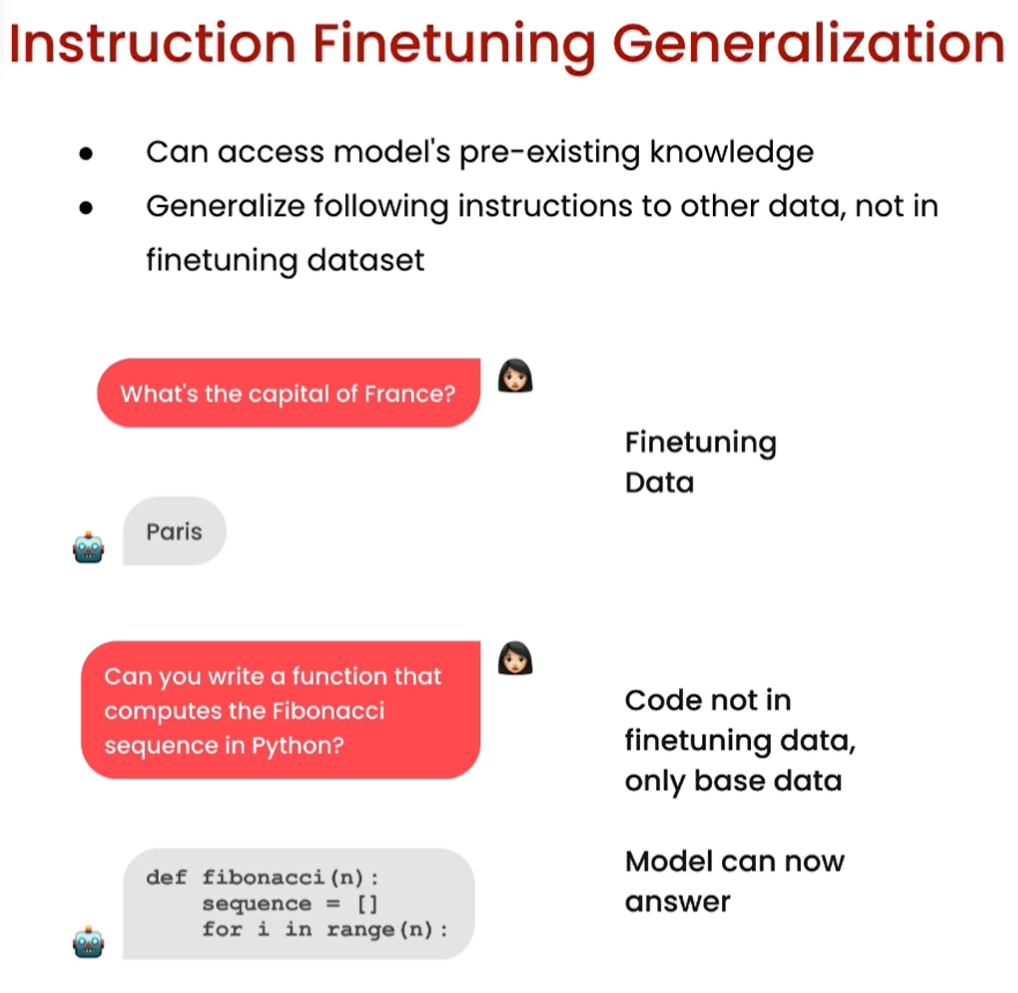 Instruction Finetuning Generalization
● Can access model's pre-existing knowledge
● Generalize following instructions to other data, not in
finetuning dataset
What's the capital of France?
Finetuning
Data
Paris
Can you write a function that
computes the Fibonacci
sequence in Python?
Code not in
finetuning data,
only base data
Model can now
answer
def fibonacci(n):
    sequence = []
    for i in range(n):